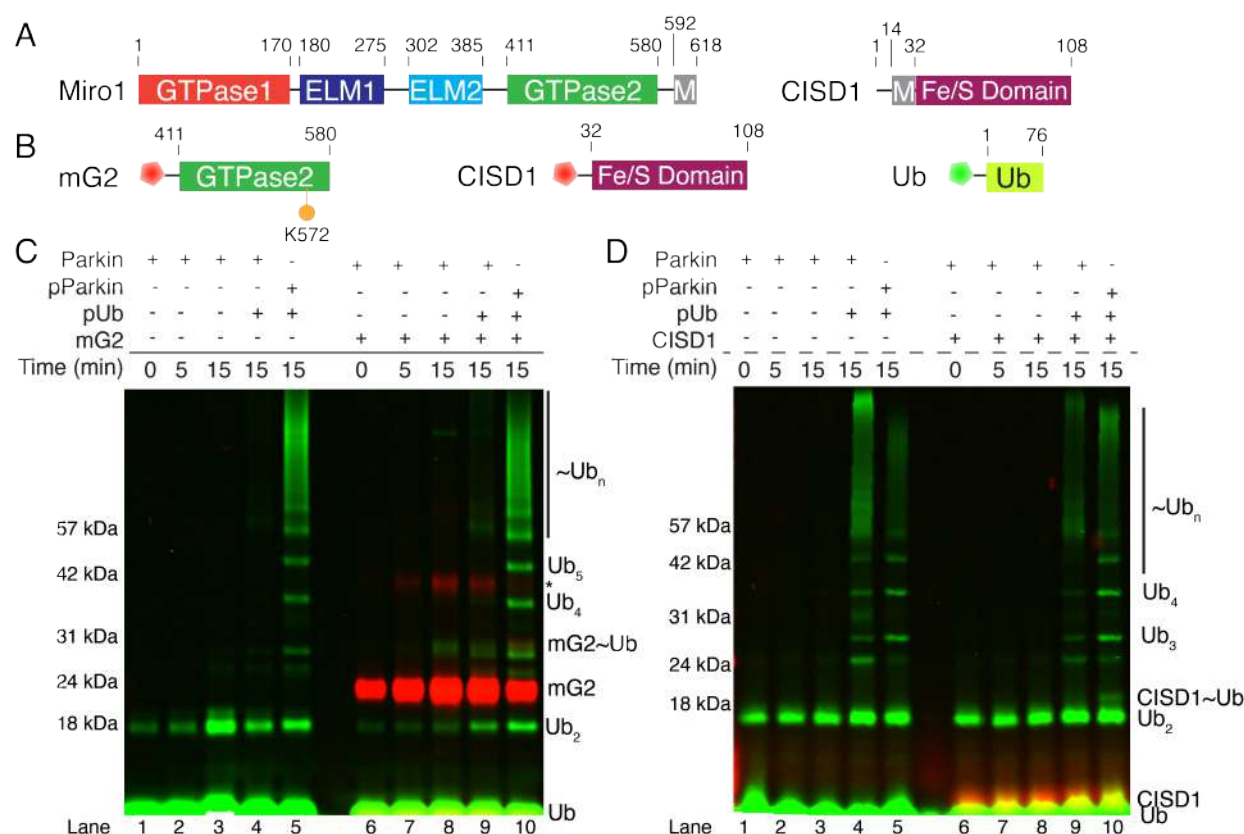 A
1 170 180 275 302 385 411 580 592 618
Miro1 GTPase1 ELM1 ELM2 GTPase2 M
1 14 32 108
CISD1 M Fe/S Domain
B
411 580
mG2 GTPase2
K572
32 108
CISD1 Fe/S Domain
1 76
Ub Ub
C
Parkin + + + + - + + + + -
pParkin - - - - + - - - - +
pUb - - - + + - - - + +
mG2 - - - - - + + + + +
Time (min) 0 5 15 15 15 0 5 15 15 15
57 kDa
42 kDa
31 kDa
24 kDa
18 kDa
~Ubn
Ub5
*
Ub4
mG2~Ub
mG2
Ub2
Ub
Lane 1 2 3 4 5 6 7 8 9 10
D
Parkin + + + + - + + + + -
pParkin - - - - + - - - - +
pUb - - - + + - - - + +
CISD1 - - - - - + + + + +
Time (min) 0 5 15 15 15 0 5 15 15 15
57 kDa
42 kDa
31 kDa
24 kDa
18 kDa
~Ubn
Ub4
Ub3
CISD1~Ub
Ub2
CISD1
Ub
Lane 1 2 3 4 5 6 7 8 9 10